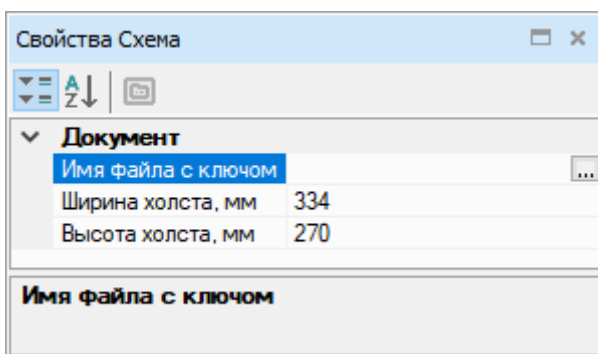 Свойства Схема
Документ
Имя файла с ключом ...
Ширина холста, мм 334
Высота холста, мм 270
Имя файла с ключом